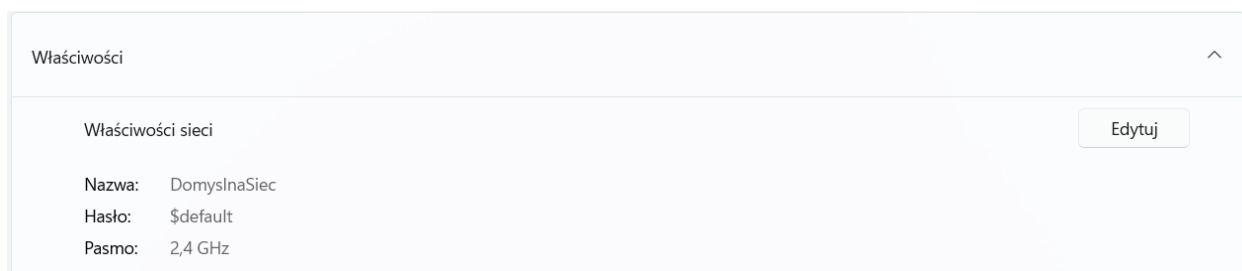 Właściwości
Właściwości sieci
Edytuj
Nazwa: DomyslnaSiec
Hasło: $default
Pasmo: 2,4 GHz